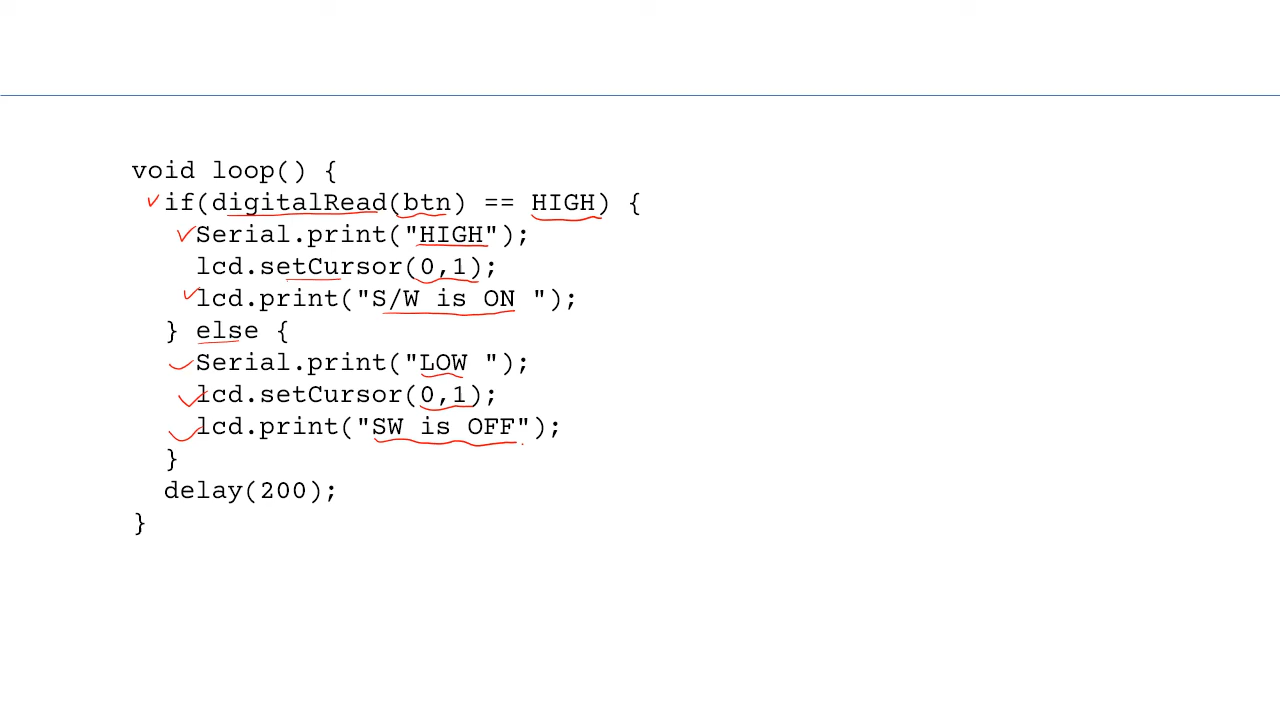 void loop() {
if(digitalRead(btn) == HIGH) {
Serial.print("HIGH");
lcd.setCursor(0,1);
lcd.print("S/W is ON ");
} else {
Serial.print("LOW ");
lcd.setCursor(0,1);
lcd.print("SW is OFF");
}
delay(200);
}